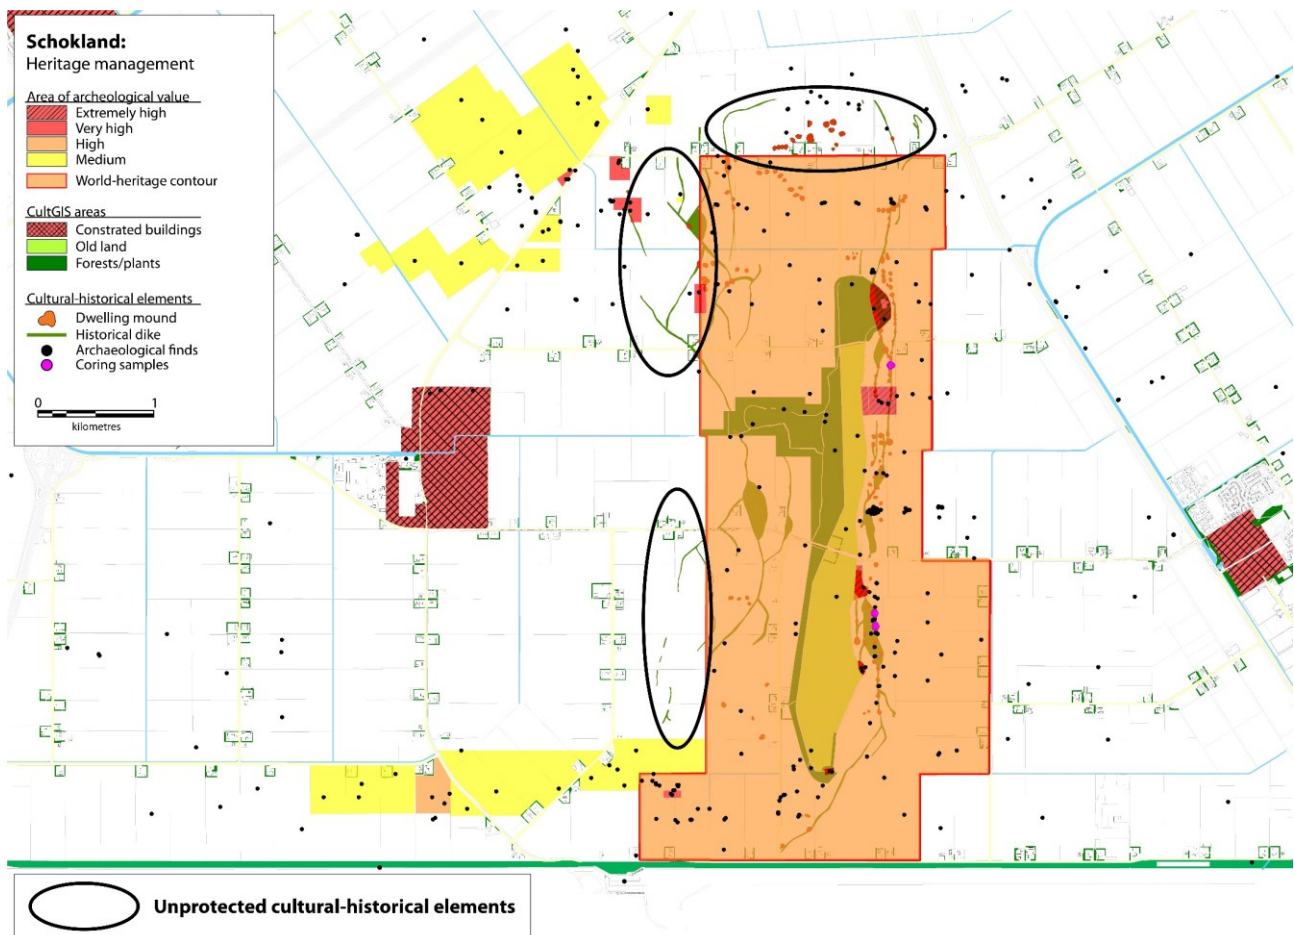 Schokland:
Heritage management
Area of archeological value
Extremely high
Very high
High
Medium
World-heritage contour
CultGIS areas
Constrated buildings
Old land
Forests/plants
Cultural-historical elements
Dwelling mound
Historical dike
Archaeological finds
Coring samples
0 1
kilometres
Unprotected cultural-historical elements